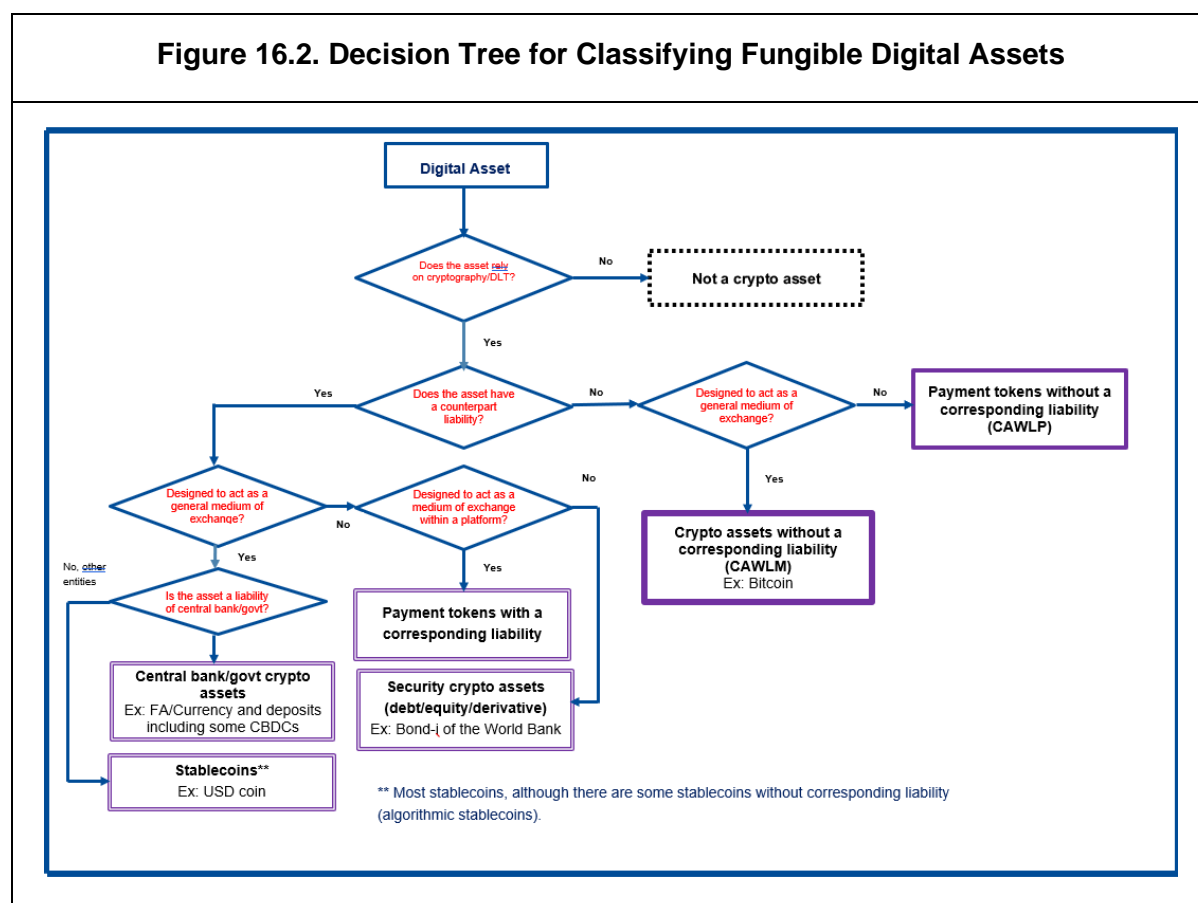 Figure 16.2. Decision Tree for Classifying Fungible Digital Assets
Digital Asset
Does the asset rely
on cryptography/DLT?
No
Not a crypto asset
Yes
Yes
Does the asset have
a counterpart
liability?
No
Designed to act as a
general medium of
exchange?
No
Payment tokens without a
corresponding liability
(CAWLP)
Designed to act as a
general medium of
exchange?
No
Designed to act as a
medium of exchange
within a platform?
No
Yes
Crypto assets without a
corresponding liability
(CAWLM)
Ex: Bitcoin
Yes
No, other
entities
Is the asset a liability
of central bank/govt?
Yes
Payment tokens with a
corresponding liability
Central bank/govt crypto
assets
Ex: FA/Currency and deposits
including some CBDCs
Security crypto assets
(debt/equity/derivative)
Ex: Bond-i of the World Bank
Stablecoins**
Ex: USD coin
** Most stablecoins, although there are some stablecoins without corresponding liability
(algorithmic stablecoins).